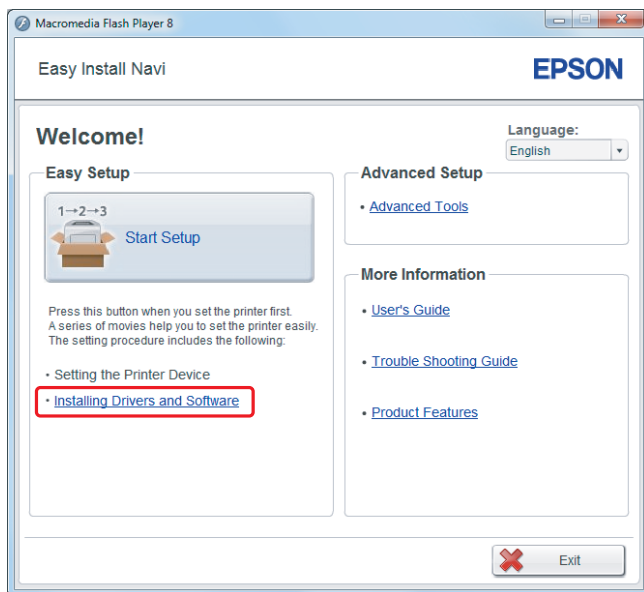 Macromedia Flash Player 8
Easy Install Navi
EPSON
Welcome!
Language:
English
Easy Setup
1→2→3
Start Setup
Press this button when you set the printer first.
A series of movies help you to set the printer easily.
The setting procedure includes the following:
• Setting the Printer Device
• Installing Drivers and Software
Advanced Setup
• Advanced Tools
More Information
• User's Guide
• Trouble Shooting Guide
• Product Features
Exit